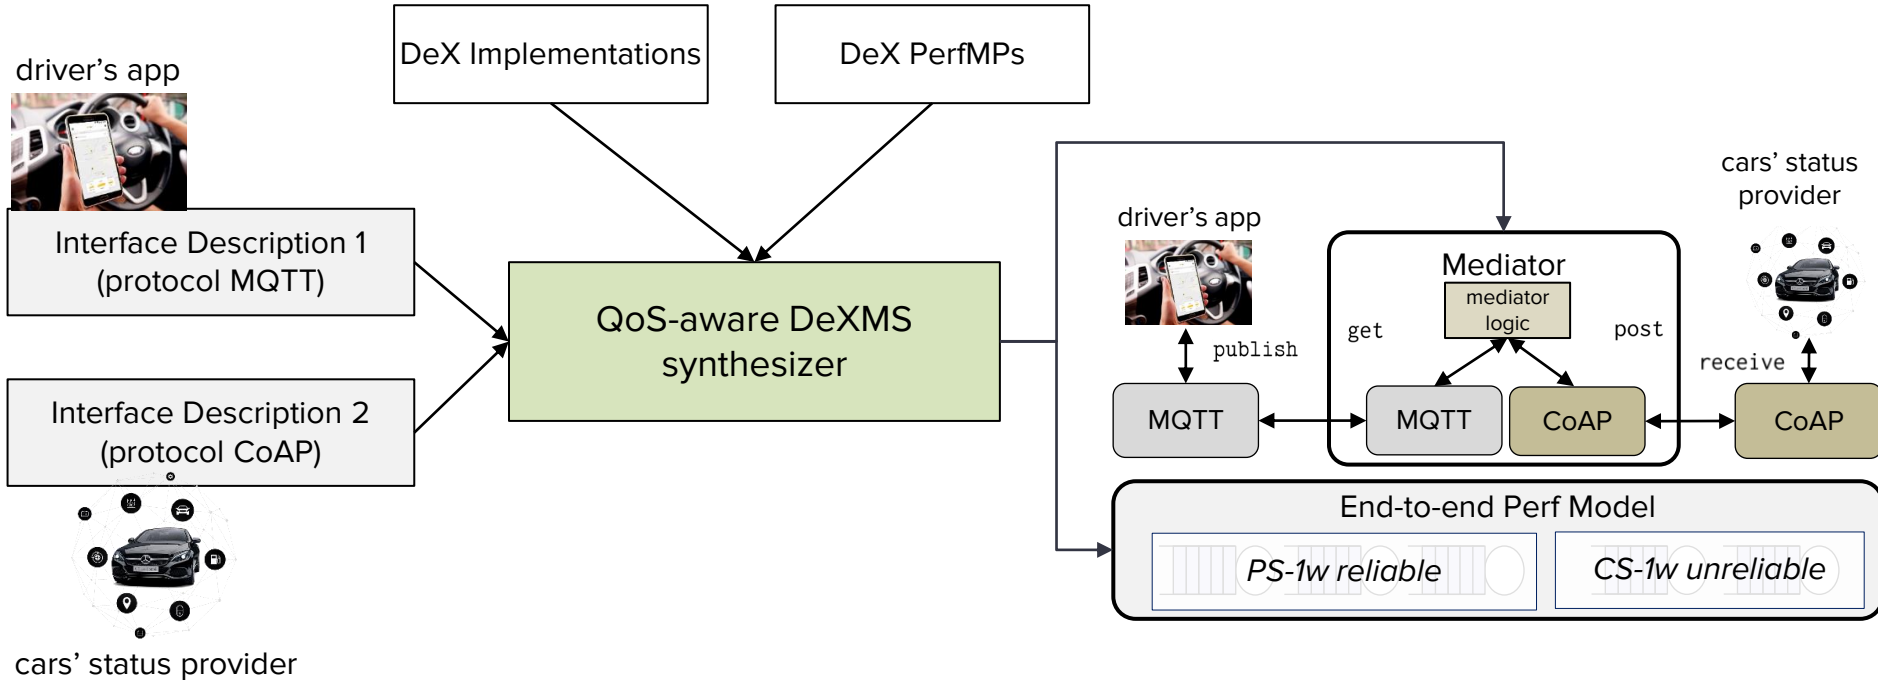 DeX Implementations
DeX PerfMPs
driver's app
Interface Description 1
(protocol MQTT)
QoS-aware DeXMS
synthesizer
Interface Description 2
(protocol CoAP)
cars' status provider
cars' status
provider
driver's app
Mediator
mediator
logic
get
post
publish
receive
MQTT
MQTT
CoAP
CoAP
End-to-end Perf Model
PS-1w reliable
CS-1w unreliable